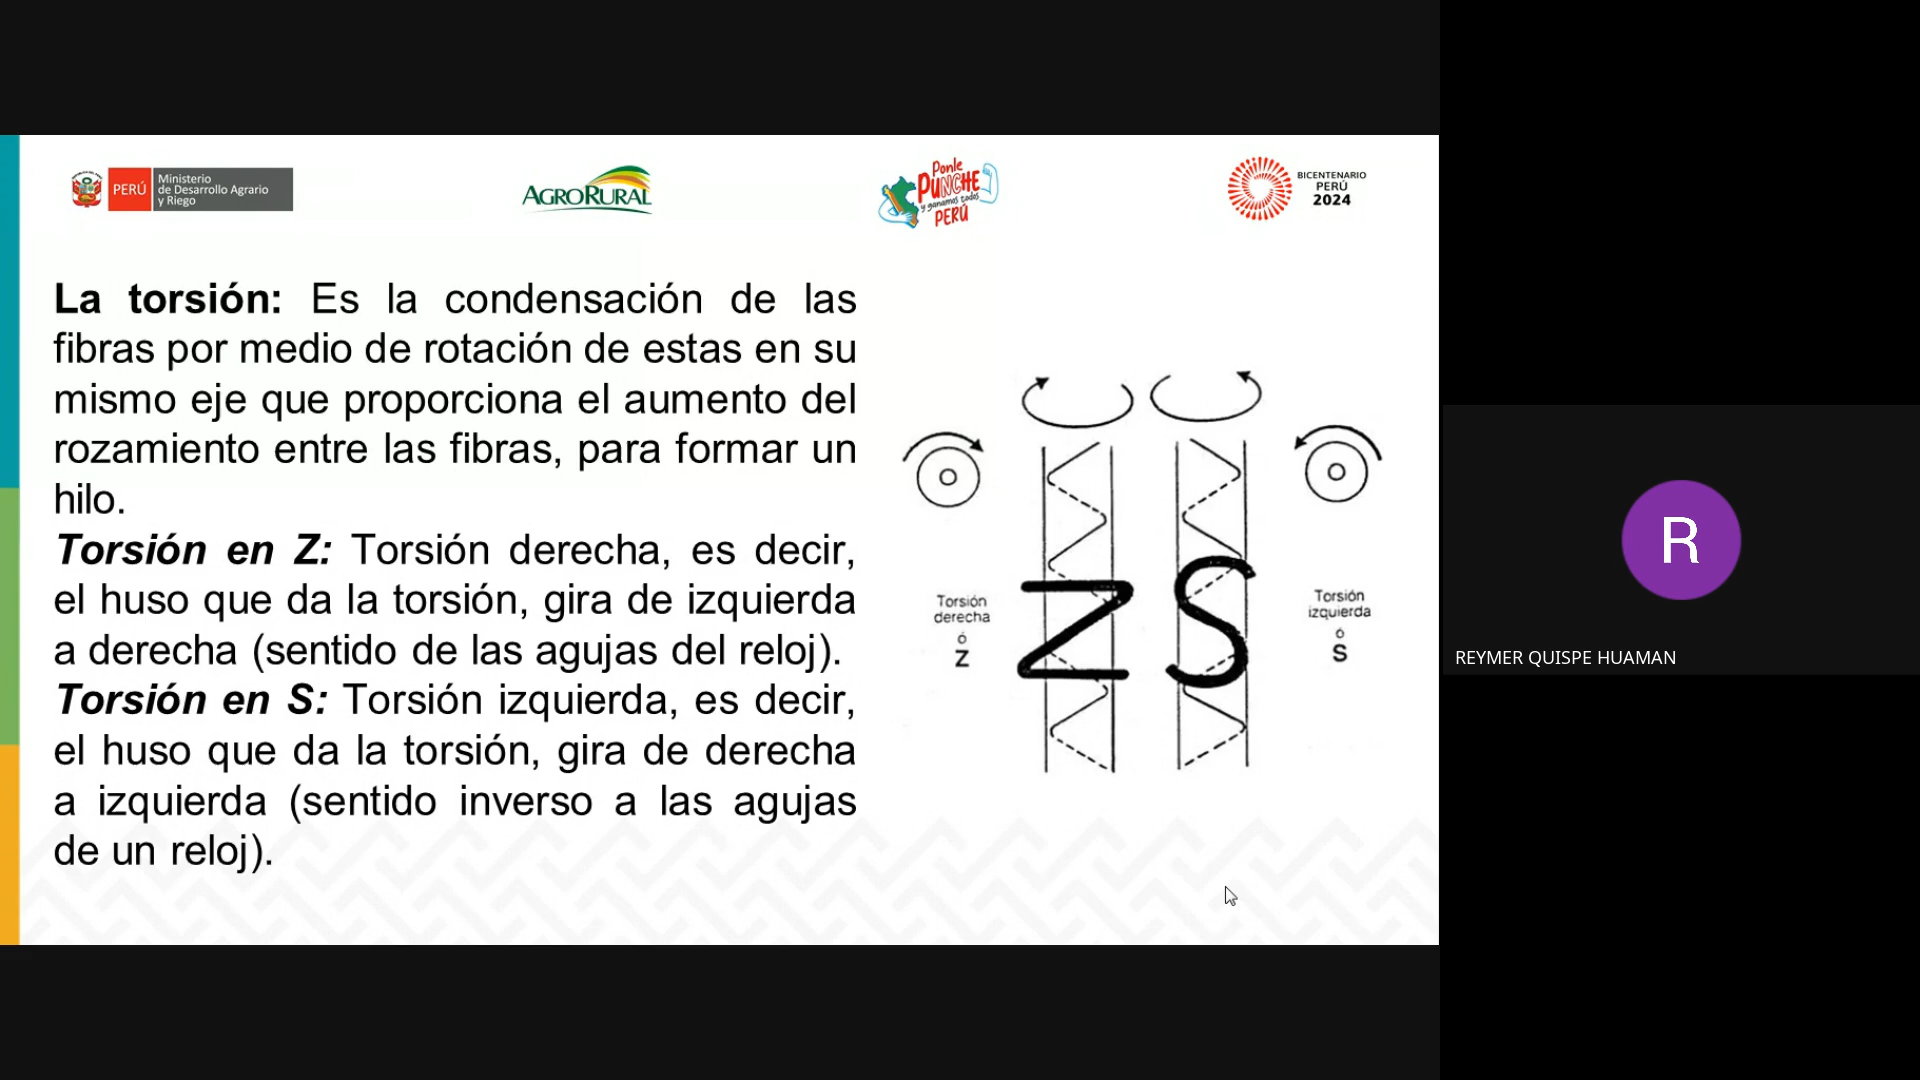 PERÚ
Ministerio
de Desarrollo Agrario
y Riego
AGRORURAL
Ponle
PUNCHE
y ganamos todos
PERÚ
BICENTENARIO
PERÚ
2024
La torsión: Es la condensación de las
fibras por medio de rotación de estas en su
mismo eje que proporciona el aumento del
rozamiento entre las fibras, para formar un
hilo.
Torsión en Z: Torsión derecha, es decir,
el huso que da la torsión, gira de izquierda
a derecha (sentido de las agujas del reloj).
Torsión en S: Torsión izquierda, es decir,
el huso que da la torsión, gira de derecha
a izquierda (sentido inverso a las agujas
de un reloj).
Torsión
derecha
ó
Z
Z S
Torsión
izquierda
ó
S
R
REYMER QUISPE HUAMAN